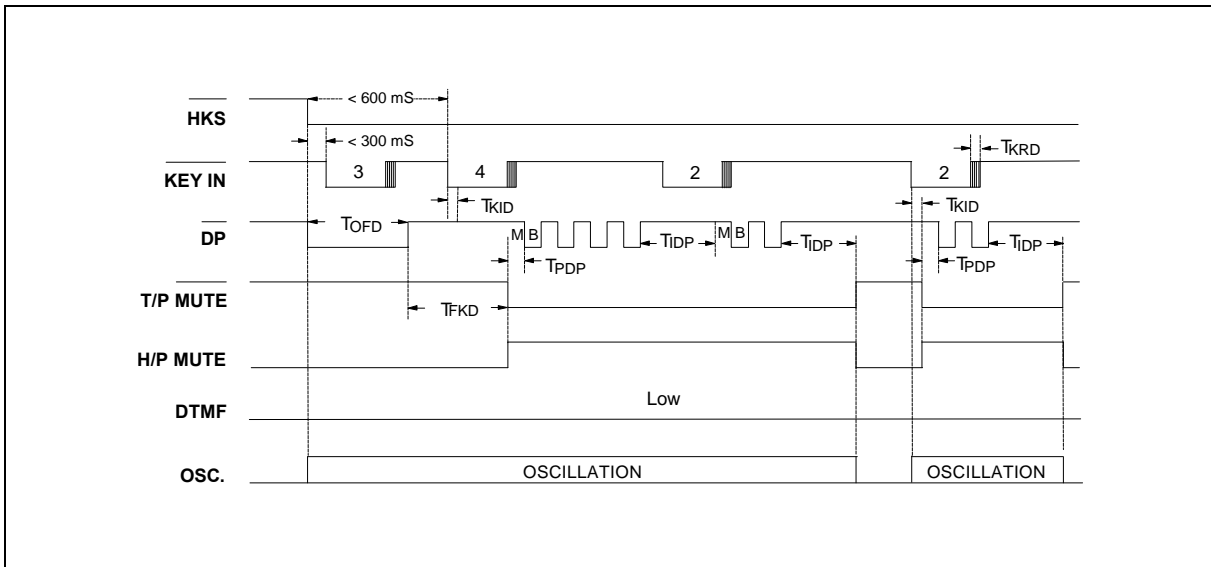 HKS
< 600 mS
< 300 mS
KEY IN
3
4
2
2
TKRD
TKID
TKID
DP
TOFD
M B
TIDP
M B
TIDP
TIDP
TPDP
TPDP
T/P MUTE
TFKD
H/P MUTE
DTMF
Low
OSC.
OSCILLATION
OSCILLATION